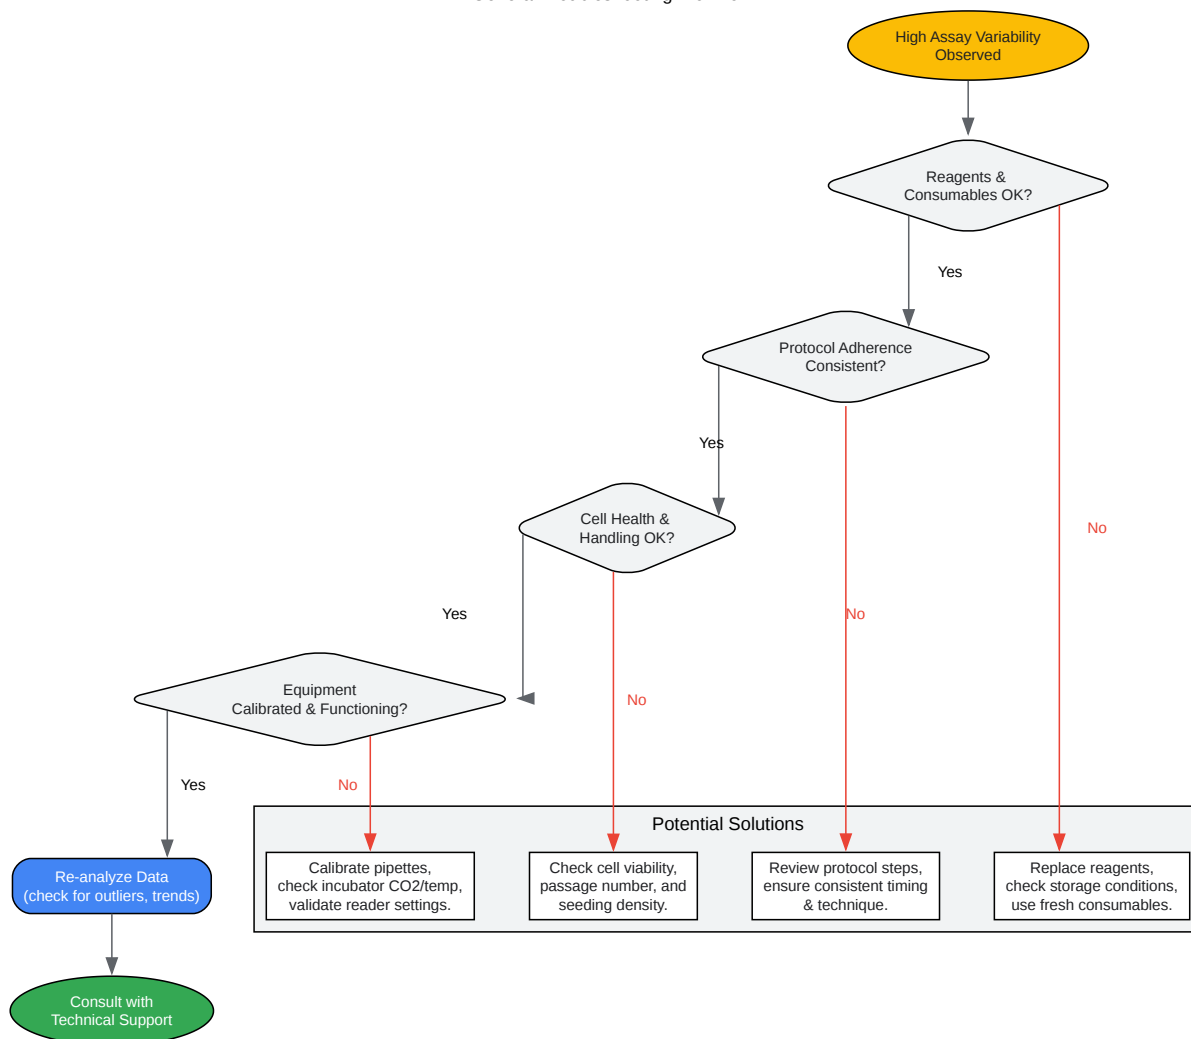 High Assay Variability
Observed
Reagents &
Consumables OK?
Yes
Protocol Adherence
Consistent?
Yes
Cell Health &
Handling OK?
No
Yes
No
Equipment
Calibrated & Functioning?
No
Yes
No
Potential Solutions
Calibrate pipettes,
check incubator CO2/temp,
validate reader settings.
Check cell viability,
passage number, and
seeding density.
Review protocol steps,
ensure consistent timing
& technique.
Replace reagents,
check storage conditions,
use fresh consumables.
Re-analyze Data
(check for outliers, trends)
Consult with
Technical Support